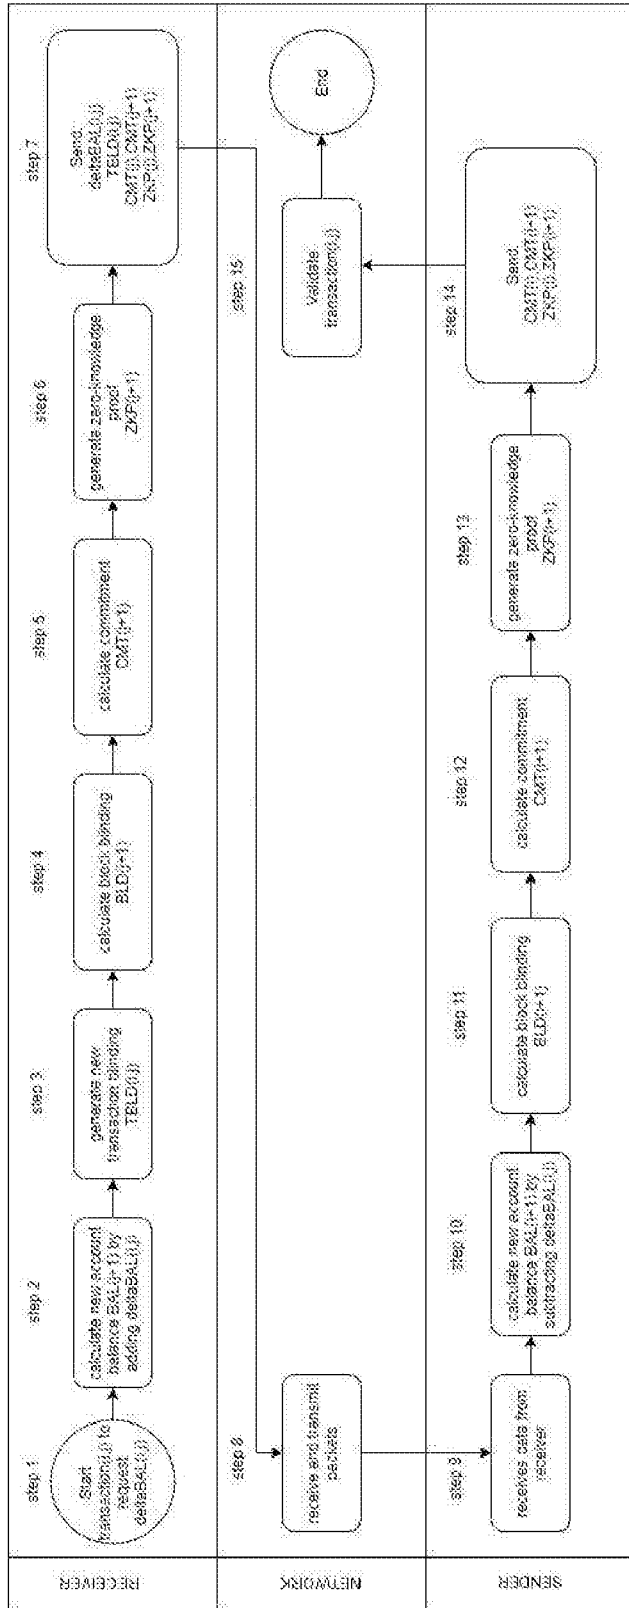 RECEIVER
step 1
Start
transaction(i,j) to
request
deltaBAL(i,j)
step 2
calculate new account
balance BAL(j+1) by
adding deltaBAL(i,j)
step 3
generate new
transaction blinding
TBLD(i,j)
step 4
calculate block blinding
BLD(j+1)
step 5
calculate commitment
CMT(j+1)
step 6
generate zero-knowledge
proof
ZKP(j+1)
step 7
Send:
deltaBAL(i,j)
TBLD(i,j)
CMT(j),CMT(j+1)
ZKP(j),ZKP(j+1)
NETWORK
step 8
receive and transmit
packets
step 15
Validate
transaction(i,j)
End
SENDER
step 9
receives data from
receiver
step 10
calculate new account
balance BAL(i+1) by
subtracting deltaBAL(i,j)
step 11
calculate block blinding
BLD(i+1)
step 12
calculate commitment
CMT(i+1)
step 13
generate zero-knowledge
proof
ZKP(i+1)
step 14
Send:
CMT(i),CMT(i+1)
ZKP(i),ZKP(i+1)